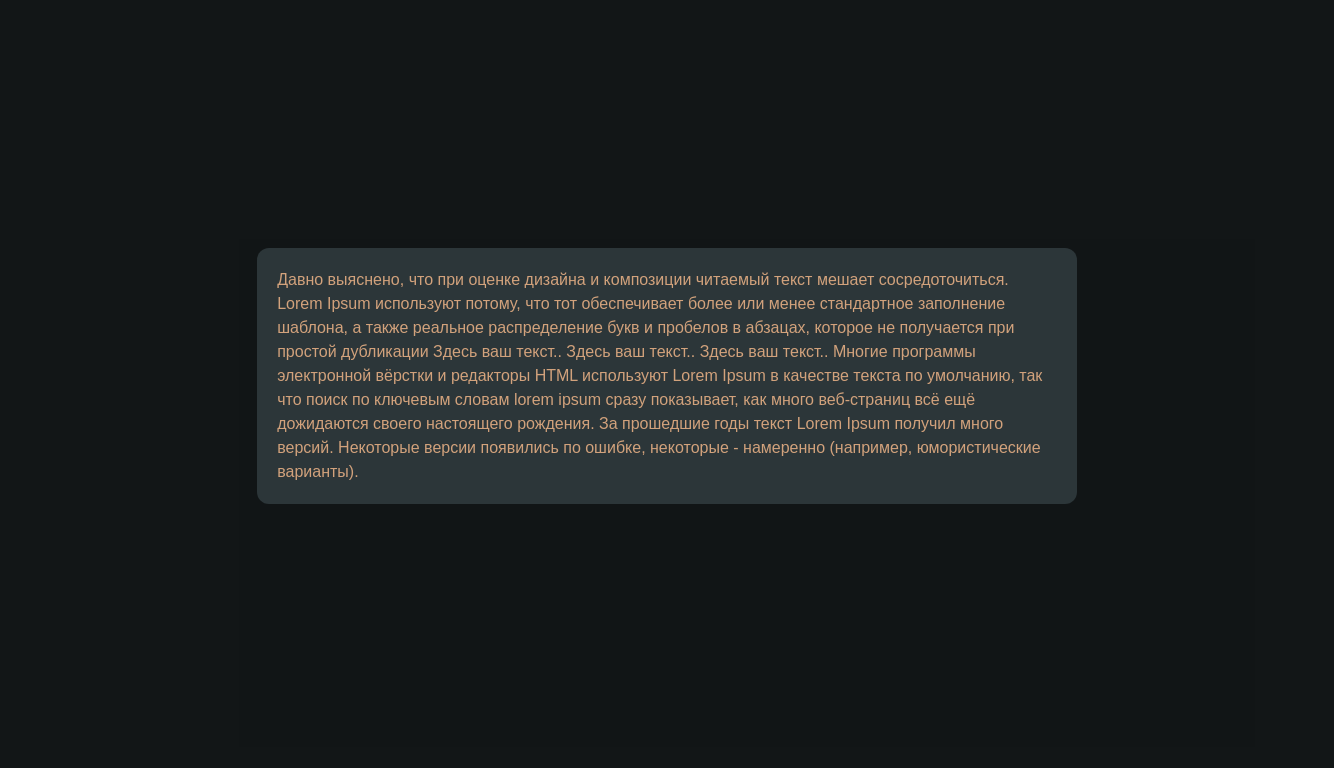 Давно выяснено, что при оценке дизайна и композиции читаемый текст мешает сосредоточиться.
Lorem Ipsum используют потому, что тот обеспечивает более или менее стандартное заполнение
шаблона, а также реальное распределение букв и пробелов в абзацах, которое не получается при
простой дубликации Здесь ваш текст.. Здесь ваш текст.. Здесь ваш текст.. Многие программы
электронной вёрстки и редакторы HTML используют Lorem Ipsum в качестве текста по умолчанию, так
что поиск по ключевым словам lorem ipsum сразу показывает, как много веб-страниц всё ещё
дожидаются своего настоящего рождения. За прошедшие годы текст Lorem Ipsum получил много
версий. Некоторые версии появились по ошибке, некоторые - намеренно (например, юмористические
варианты).